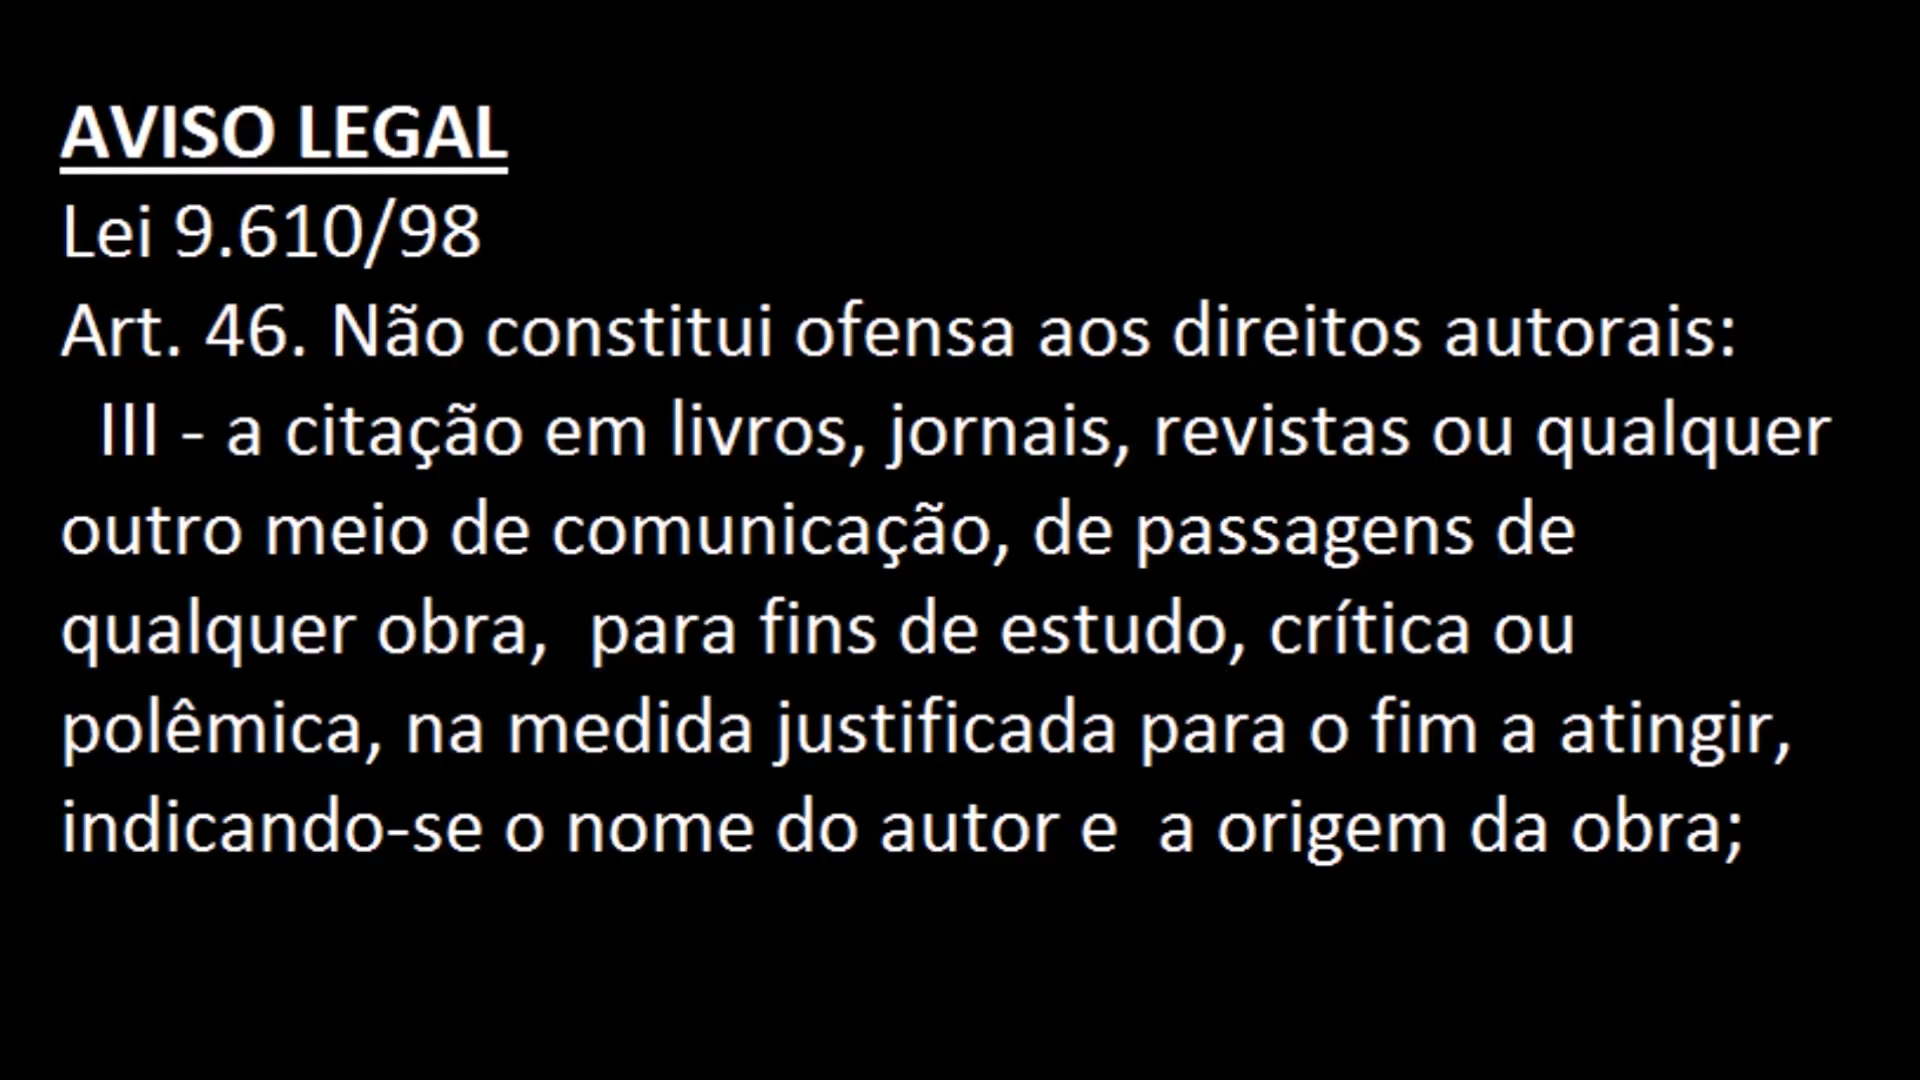 AVISO LEGAL
Lei 9.610/98
Art. 46. Não constitui ofensa aos direitos autorais:
III - a citação em livros, jornais, revistas ou qualquer
outro meio de comunicação, de passagens de
qualquer obra,  para fins de estudo, crítica ou
polêmica, na medida justificada para o fim a atingir,
indicando-se o nome do autor e  a origem da obra;